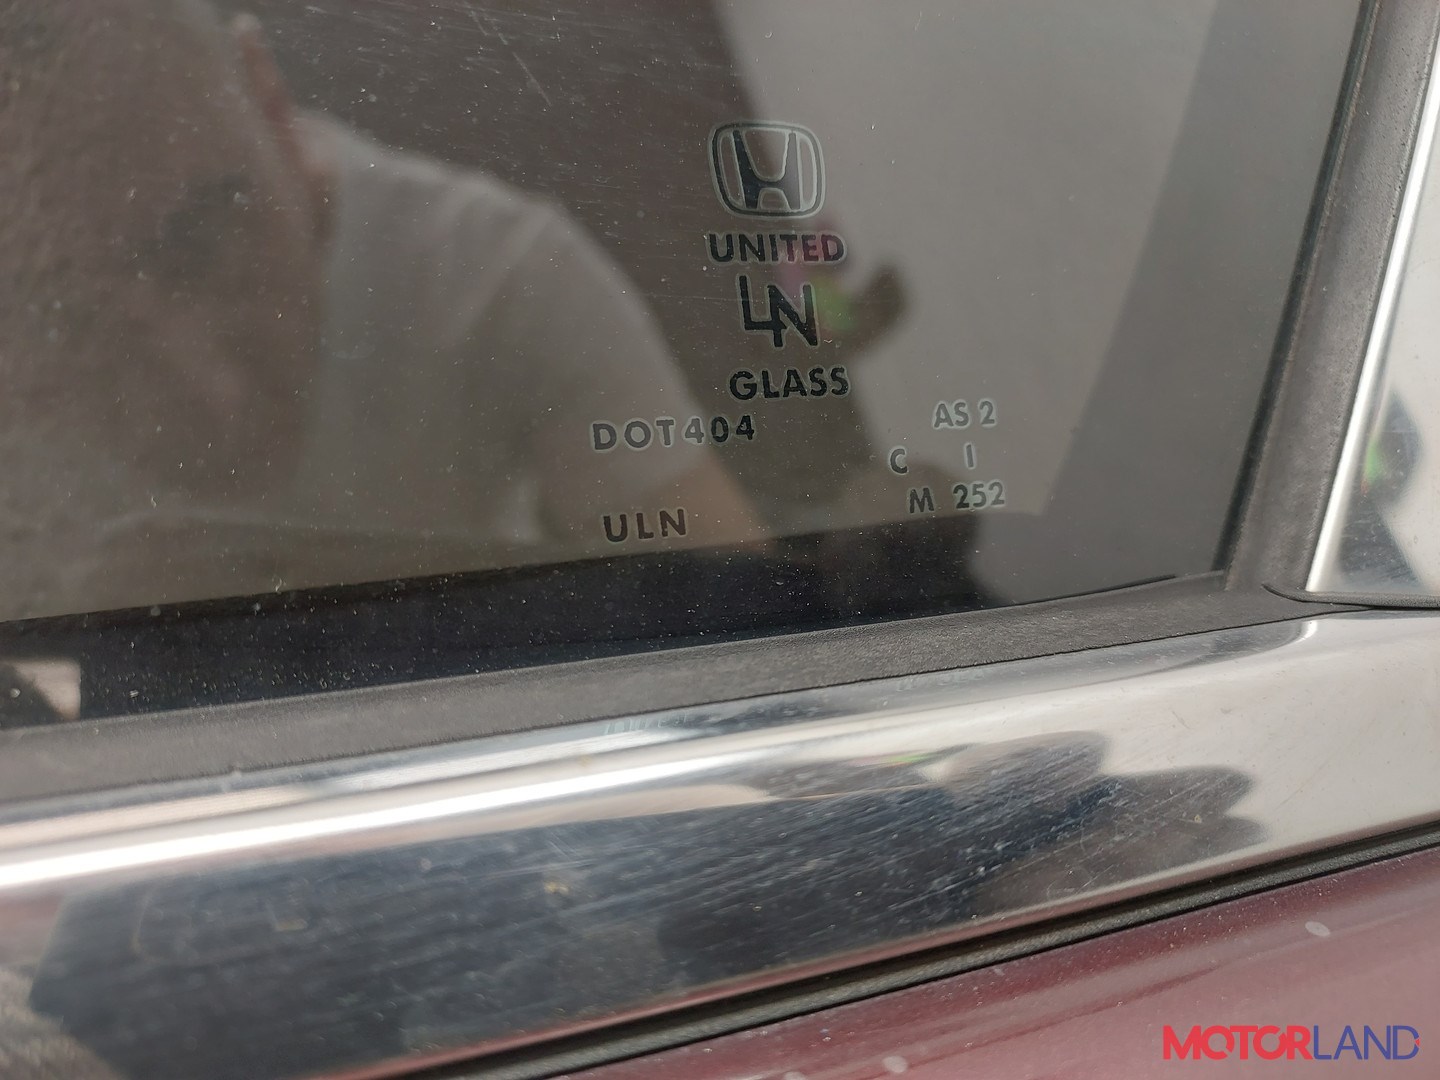 UNITED
LN
GLASS
DOT404
AS 2
C I
ULN
M 252
MOTORLAND